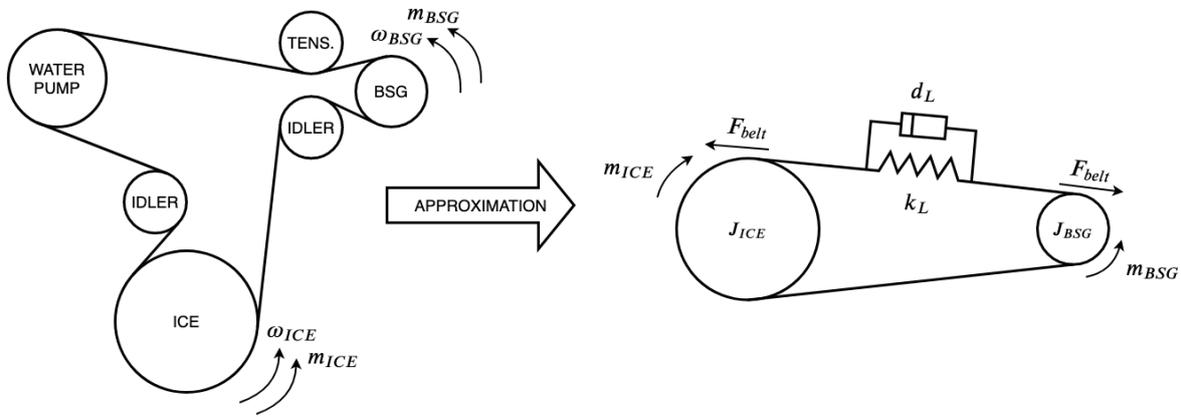 WATER
PUMP
TENS.
m_BSG
ω_BSG
BSG
IDLER
IDLER
ICE
ω_ICE
m_ICE
APPROXIMATION
d_L
F_belt
m_ICE
k_L
F_belt
J_ICE
J_BSG
m_BSG